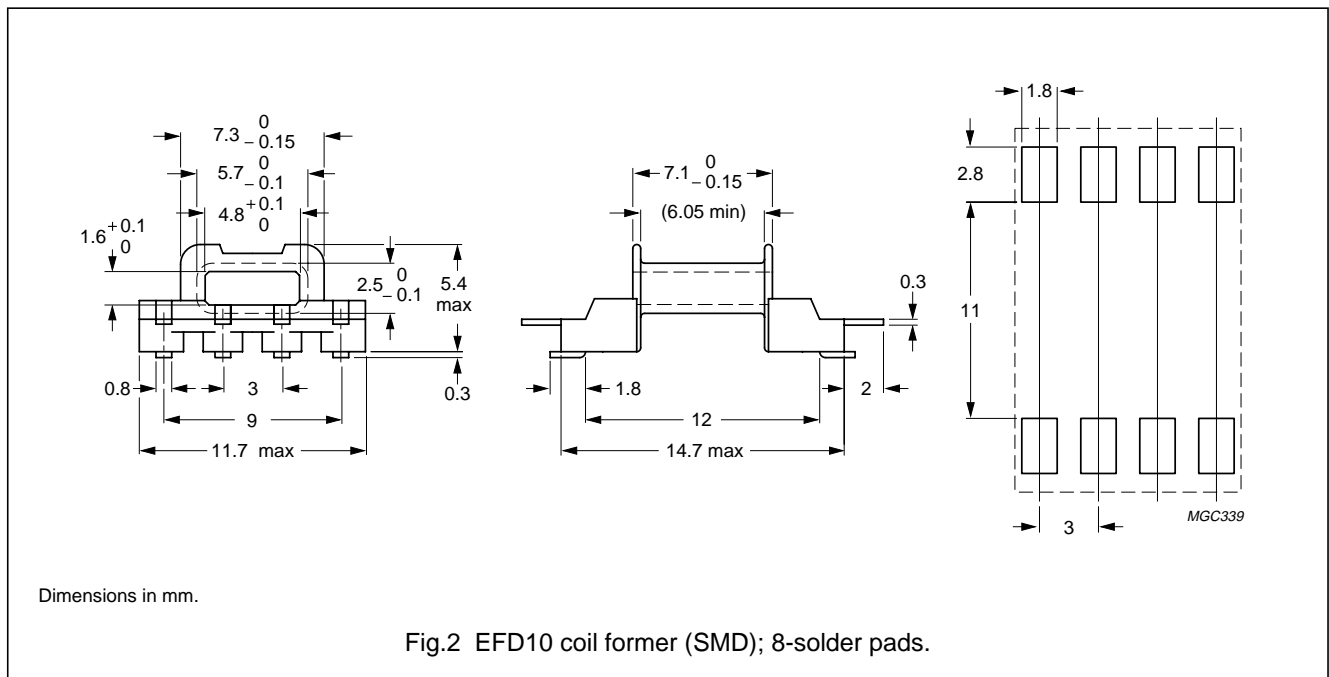 7.3 0 − 0.15
5.7 0 − 0.1
4.8 + 0.1 0
1.6 + 0.1 0
2.5 0 − 0.1
5.4 max
0.8
3
0.3
9
11.7 max
7.1 0 − 0.15
(6.05 min)
0.3
1.8
2
12
14.7 max
1.8
2.8
11
3
MGC339
Dimensions in mm.
Fig.2 EFD10 coil former (SMD); 8-solder pads.